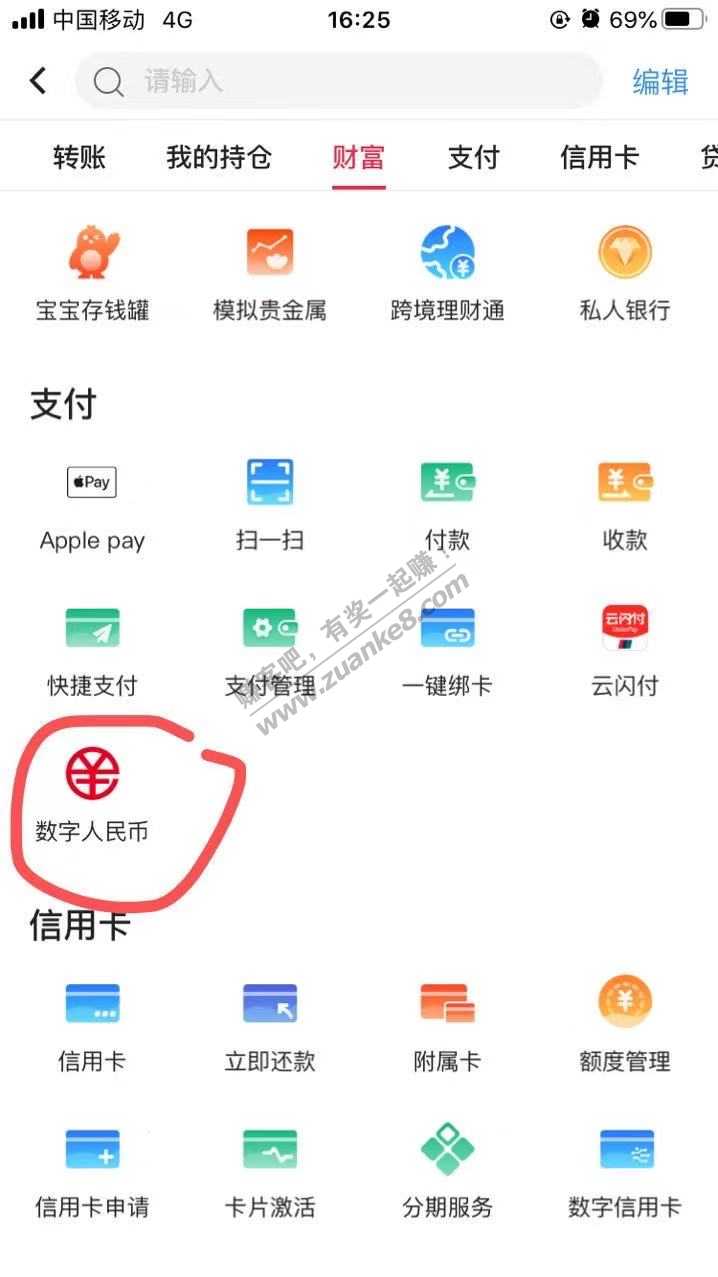 中国移动 4G 16:25 69%
请输入 编辑
转账 我的持仓 财富 支付 信用卡 贷
宝宝存钱罐 模拟贵金属 跨境理财通 私人银行
支付
Pay 云闪付
Apple pay 扫一扫 付款 收款
快捷支付 支付管理 一键绑卡 云闪付
赚客吧，有奖一起赚！
www.zuanke8.com
数字人民币
信用卡
信用卡 立即还款 附属卡 额度管理
信用卡申请 卡片激活 分期服务 数字信用卡